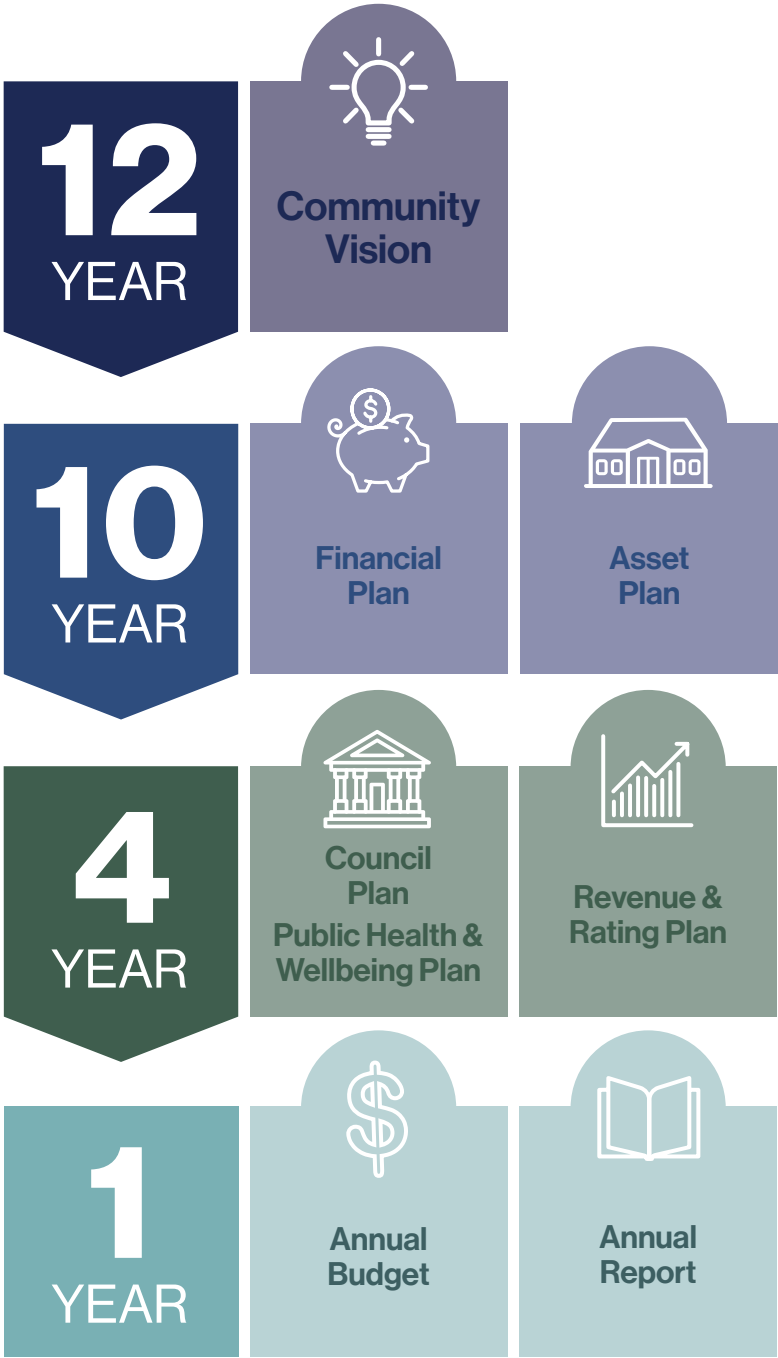 12
YEAR
Community
Vision
10
YEAR
$
Financial
Plan
Asset
Plan
4
YEAR
Council
Plan
Public Health &
Wellbeing Plan
Revenue &
Rating Plan
1
YEAR
$
Annual
Budget
Annual
Report